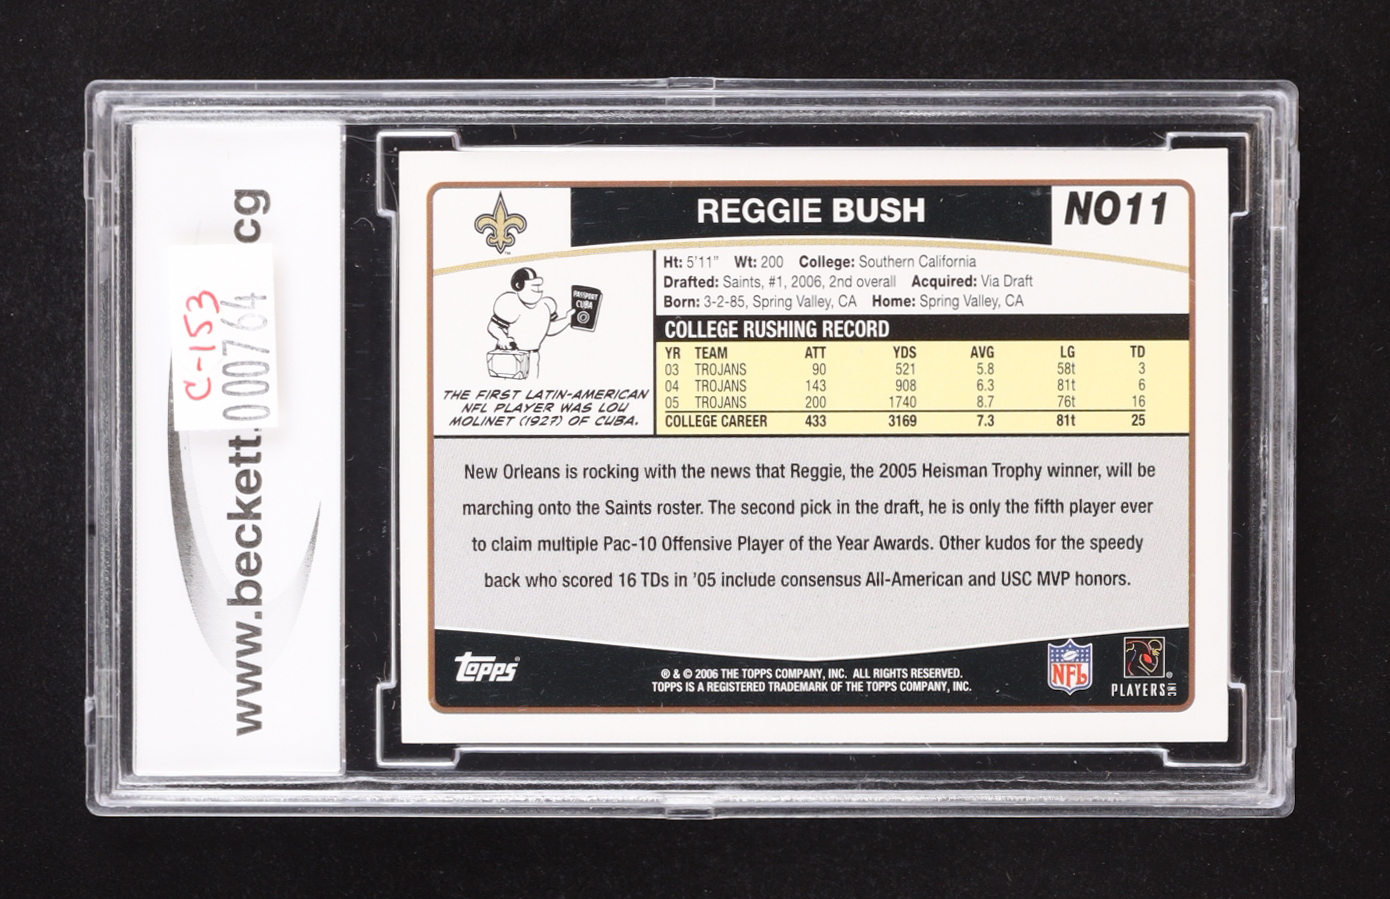 www.beckett.
cg
C-153
000764
REGGIE BUSH
NO11
PASSPORT
CUBA
THE FIRST LATIN-AMERICAN
NFL PLAYER WAS LOU
MOLINET (1927) OF CUBA.
Ht: 5'11" Wt: 200 College: Southern California
Drafted: Saints, #1, 2006, 2nd overall Acquired: Via Draft
Born: 3-2-85, Spring Valley, CA Home: Spring Valley, CA
COLLEGE RUSHING RECORD
YR TEAM ATT YDS AVG LG TD
03 TROJANS 90 521 5.8 58t 3
04 TROJANS 143 908 6.3 81t 6
05 TROJANS 200 1740 8.7 76t 16
COLLEGE CAREER 433 3169 7.3 81t 25
New Orleans is rocking with the news that Reggie, the 2005 Heisman Trophy winner, will be
marching onto the Saints roster. The second pick in the draft, he is only the fifth player ever
to claim multiple Pac-10 Offensive Player of the Year Awards. Other kudos for the speedy
back who scored 16 TDs in '05 include consensus All-American and USC MVP honors.
Topps
® & © 2006 THE TOPPS COMPANY, INC. ALL RIGHTS RESERVED.
TOPPS IS A REGISTERED TRADEMARK OF THE TOPPS COMPANY, INC.
NFL
PLAYERS INC